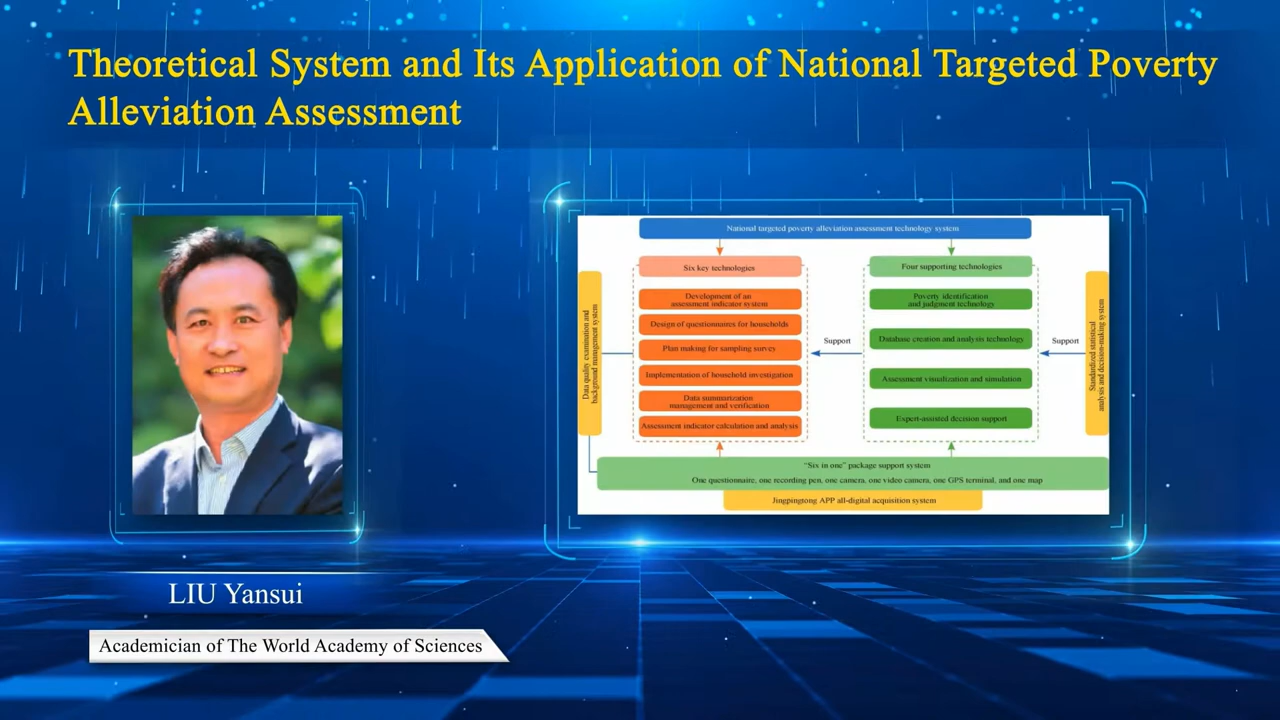 Theoretical System and Its Application of National Targeted Poverty
Alleviation Assessment
National targeted poverty alleviation assessment technology system
Six key technologies
Development of an
assessment indicator system
Design of questionnaires for households
Plan making for sampling survey
Implementation of household investigation
Data summarization
management and verification
Assessment indicator calculation and analysis
Four supporting technologies
Poverty identification
and judgment technology
Database creation and analysis technology
Assessment visualization and simulation
Expert-assisted decision support
Data quality examination and
background management system
Support
Support
Standardized statistical
analysis and decision-making system
“Six in one” package support system
One questionnaire, one recording pen, one camera, one video camera, one GPS terminal, and one map
Jingpingtong APP all-digital acquisition system
LIU Yansui
Academician of The World Academy of Sciences